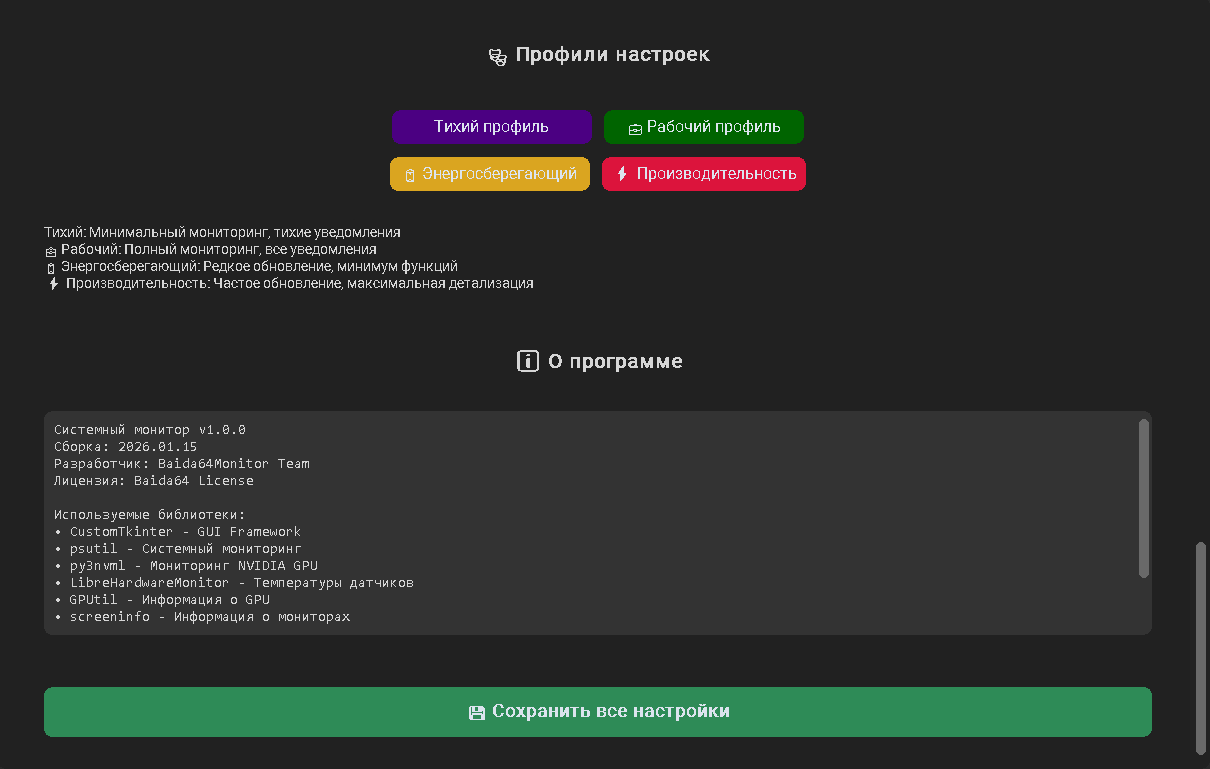 Профили настроек
Тихий профиль
Рабочий профиль
Энергосберегающий
Производительность
Тихий: Минимальный мониторинг, тихие уведомления
Рабочий: Полный мониторинг, все уведомления
Энергосберегающий: Редкое обновление, минимум функций
Производительность: Частое обновление, максимальная детализация
О программе
Системный монитор v1.0.0
Сборка: 2026.01.15
Разработчик: Baida64Monitor Team
Лицензия: Baida64 License
Используемые библиотеки:
• CustomTkinter - GUI Framework
• psutil - Системный мониторинг
• py3nvml - Мониторинг NVIDIA GPU
• LibreHardwareMonitor - Температуры датчиков
• GPUtil - Информация о GPU
• screeninfo - Информация о мониторах
Сохранить все настройки